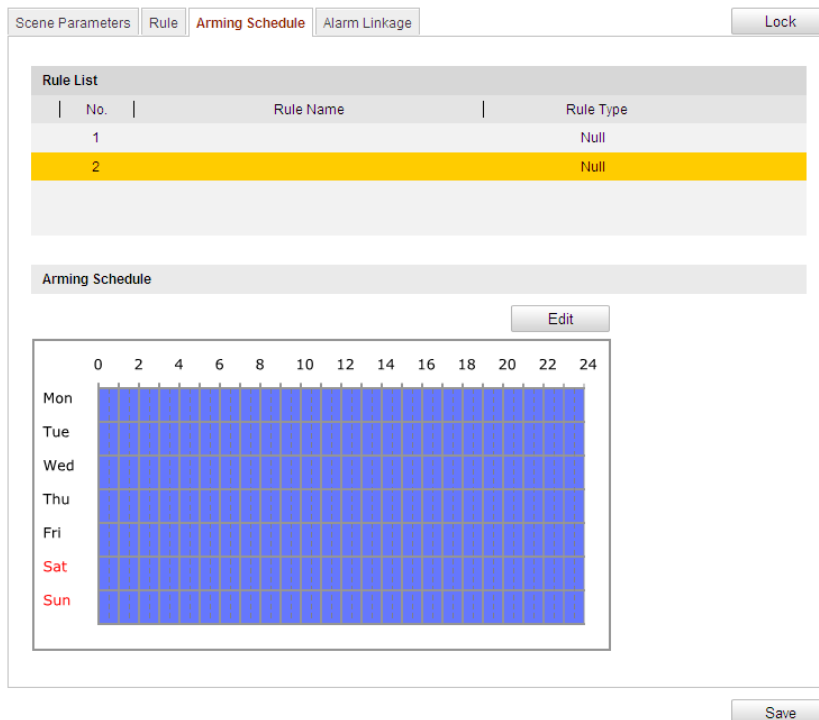 Scene Parameters Rule Arming Schedule Alarm Linkage Lock
Rule List
No. Rule Name Rule Type
1 Null
2 Null
Arming Schedule
Edit
0 2 4 6 8 10 12 14 16 18 20 22 24
Mon
Tue
Wed
Thu
Fri
Sat
Sun
Save